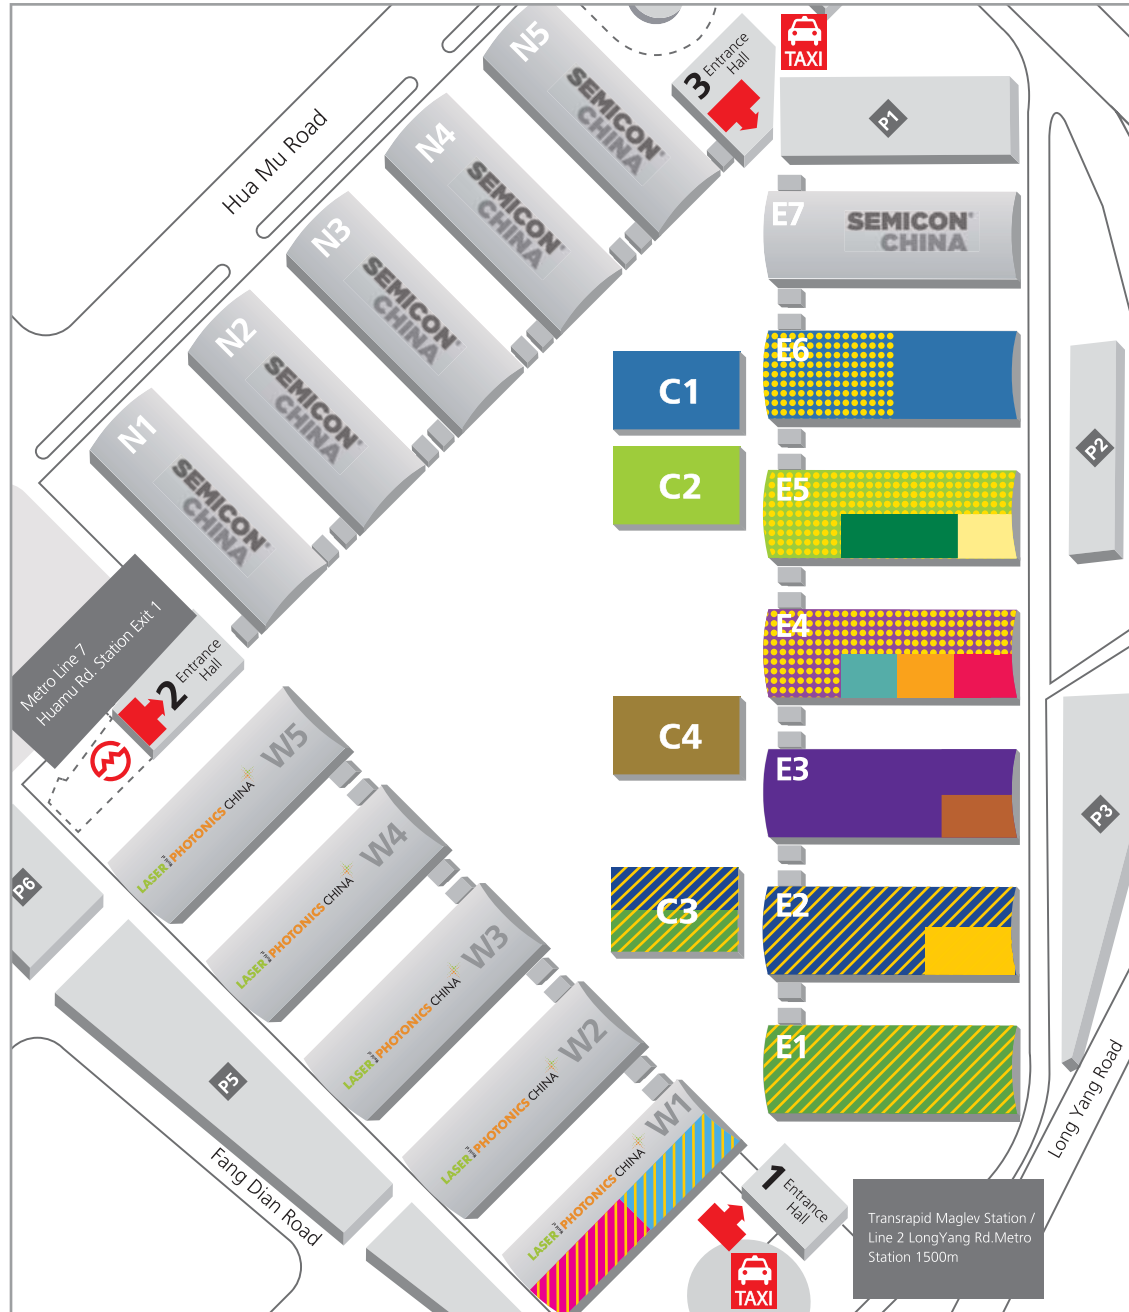 N5
SEMICON®
CHINA
3 Entrance
Hall
TAXI
P1
Hua Mu Road
N4
SEMICON®
CHINA
E7
SEMICON®
CHINA
N3
SEMICON®
CHINA
N2
SEMICON®
CHINA
E6
C1
N1
SEMICON®
CHINA
P2
C2
E5
Metro Line 7
Huamu Rd. Station Exit 1
2 Entrance
Hall
E4
C4
W5
LASER PHOTONICS CHINA
E3
P3
W4
LASER PHOTONICS CHINA
P6
C3
E2
W3
LASER PHOTONICS CHINA
W2
LASER PHOTONICS CHINA
E1
P5
W1
LASER PHOTONICS CHINA
Long Yang Road
Fang Dian Road
1 Entrance
Hall
Transrapid Maglev Station /
Line 2 LongYang Rd.Metro
Station 1500m
TAXI